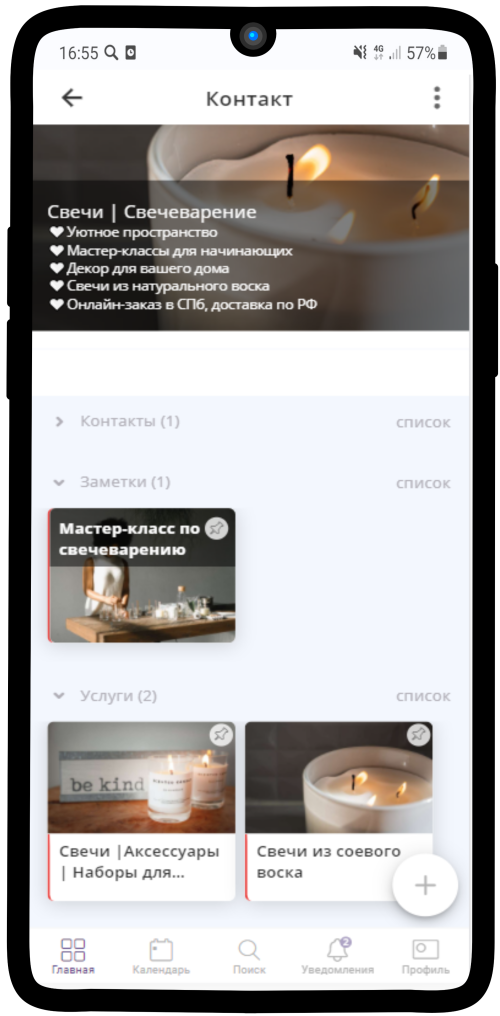 16:55
4G
57%
Контакт
Свечи | Свечеварение
❤ Уютное пространство
❤ Мастер-классы для начинающих
❤ Декор для вашего дома
❤ Свечи из натурального воска
❤ Онлайн-заказ в СПб, доставка по РФ
Контакты (1)
список
Заметки (1)
список
Мастер-класс по
свечеварению
Услуги (2)
список
be kind
Свечи |Аксессуары
| Наборы для...
Свечи из соевого
воска
2
Главная
Календарь
Поиск
Уведомления
Профиль